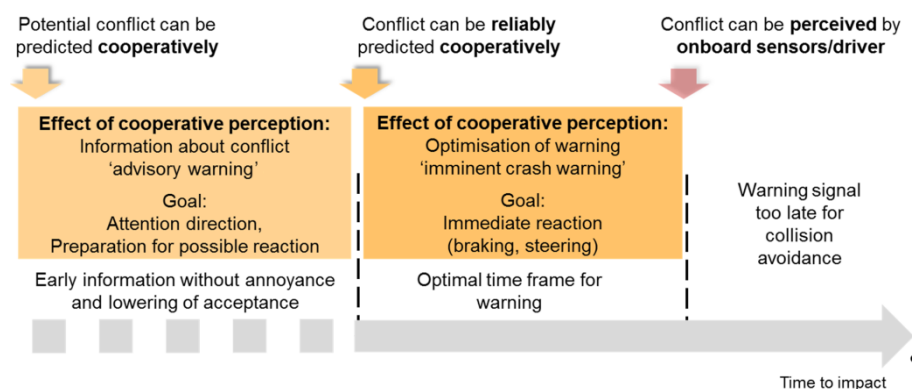 Potential conflict can be
predicted cooperatively
Conflict can be reliably
predicted cooperatively
Conflict can be perceived by
onboard sensors/driver
Effect of cooperative perception:
Information about conflict
‘advisory warning’
Goal:
Attention direction,
Preparation for possible reaction
Early information without annoyance
and lowering of acceptance
Effect of cooperative perception:
Optimisation of warning
‘imminent crash warning’
Goal:
Immediate reaction
(braking, steering)
Optimal time frame for
warning
Warning signal
too late for
collision
avoidance
Time to impact